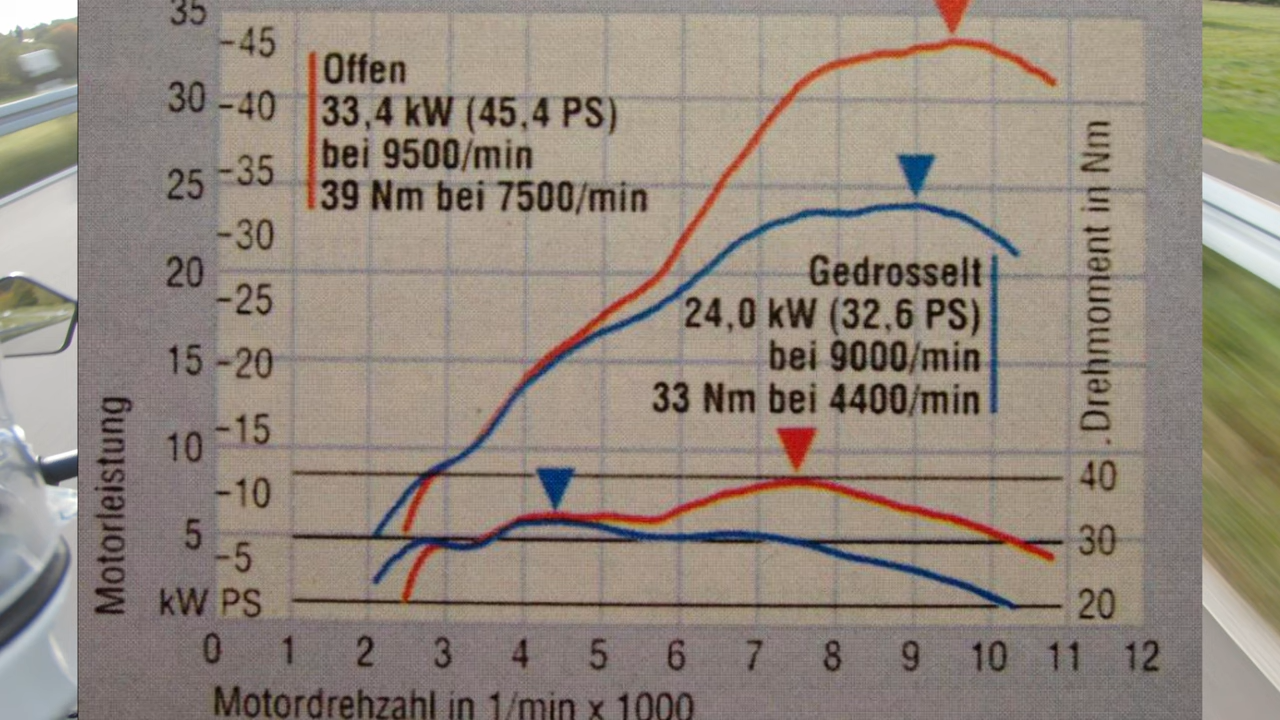 35
-45
30 -40
25 -35
-30
20
-25
15 -20
-15
10
-10
5
-5
kW PS
Motorleistung
Offen
33,4 kW (45,4 PS)
bei 9500/min
39 Nm bei 7500/min
Gedrosselt
24,0 kW (32,6 PS)
bei 9000/min
33 Nm bei 4400/min
Drehmoment in Nm
40
30
20
0 1 2 3 4 5 6 7 8 9 10 11 12
Motordrehzahl in 1/min x 1000